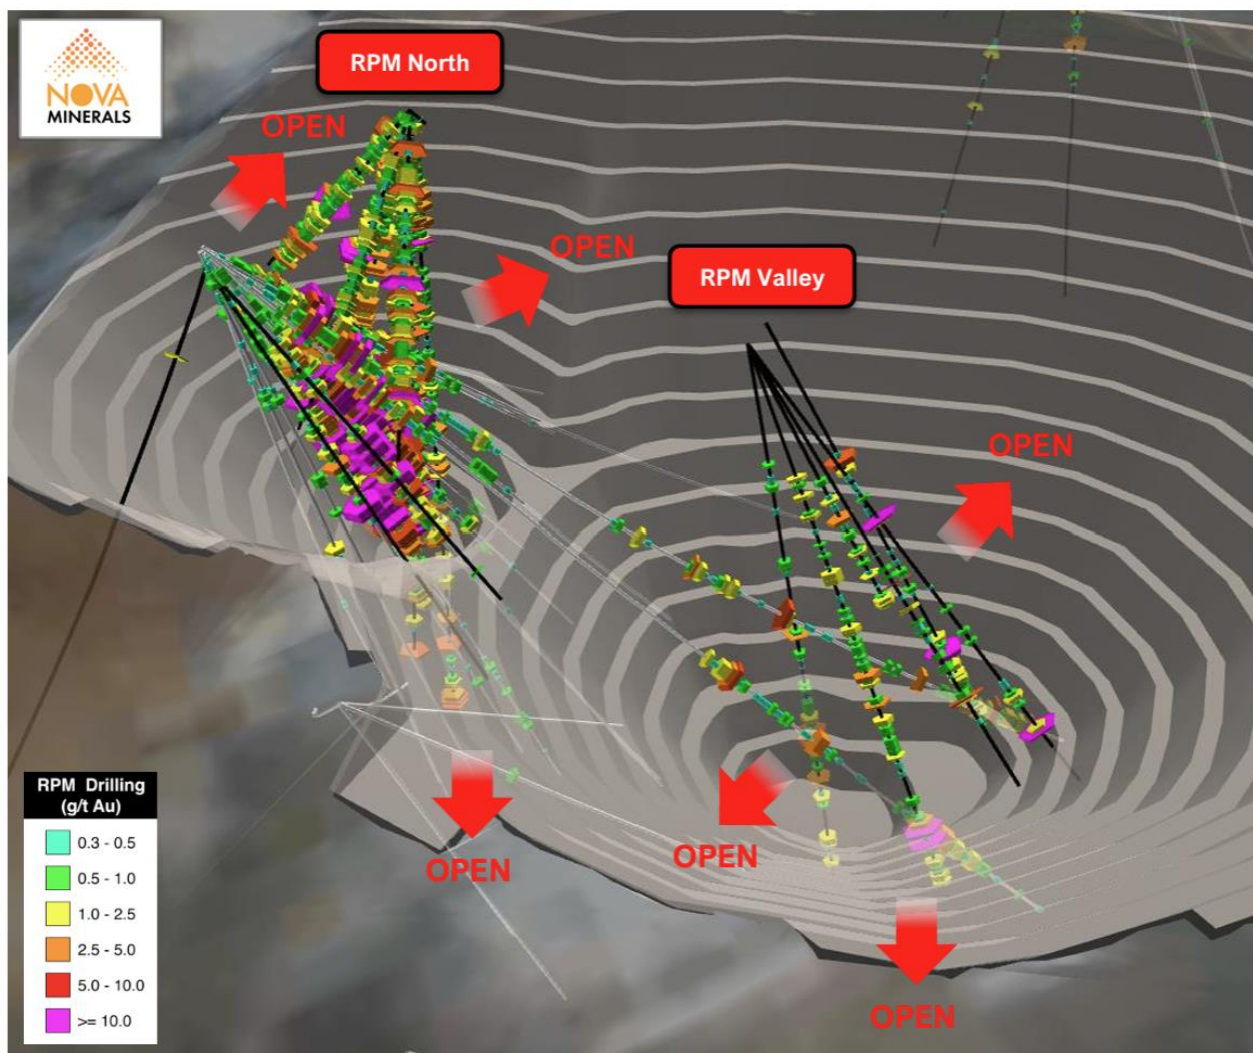 NOVA
MINERALS
RPM North
OPEN
OPEN
RPM Valley
OPEN
OPEN
OPEN
OPEN
RPM Drilling
(g/t Au)
0.3 - 0.5
0.5 - 1.0
1.0 - 2.5
2.5 - 5.0
5.0 - 10.0
>= 10.0